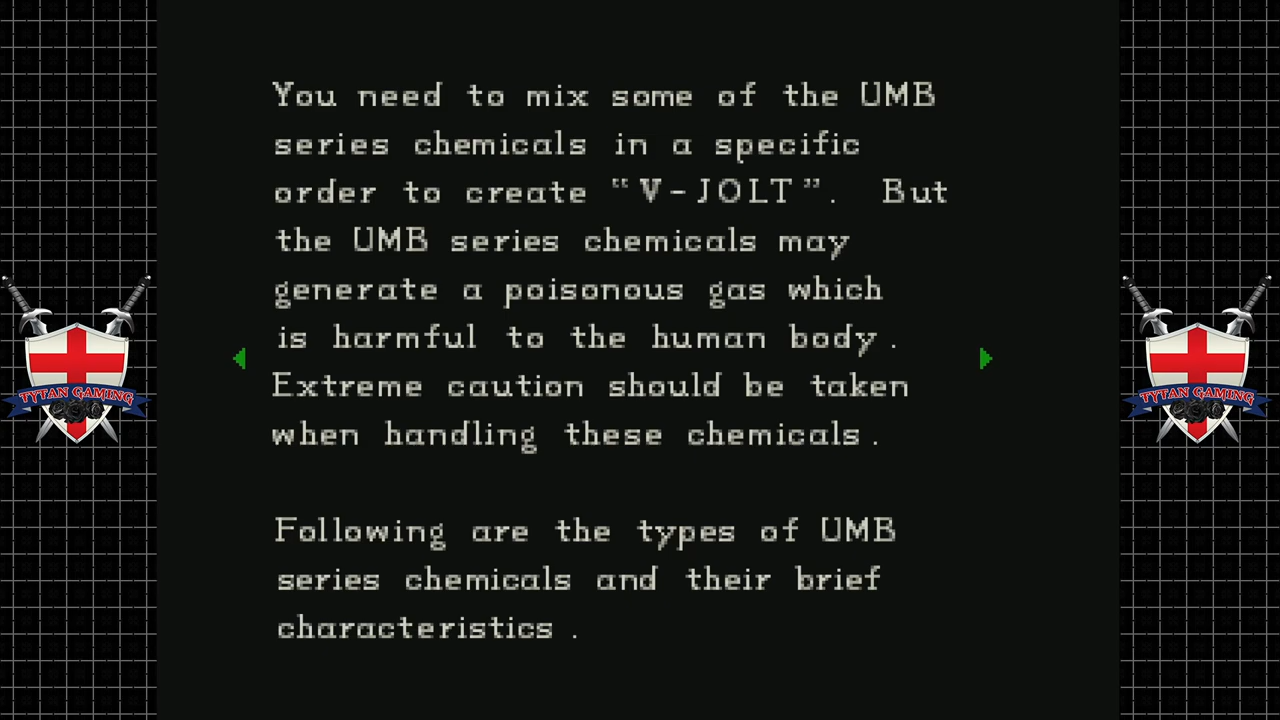 You need to mix some of the UMB
series chemicals in a specific
order to create "V-JOLT". But
the UMB series chemicals may
generate a poisonous gas which
is harmful to the human body.
Extreme caution should be taken
when handling these chemicals.
Following are the types of UMB
series chemicals and their brief
characteristics.
TYTAN GAMING
TYTAN GAMING